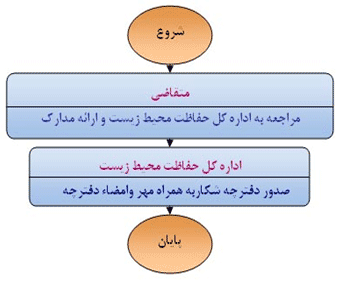 شروع
متقاضی
مراجعه به اداره کل حفاظت محیط زیست و ارائه مدارک
اداره کل حفاظت محیط زیست
صدور دفترچه شکاربه همراه مهر وامضاء دفترچه
پایان